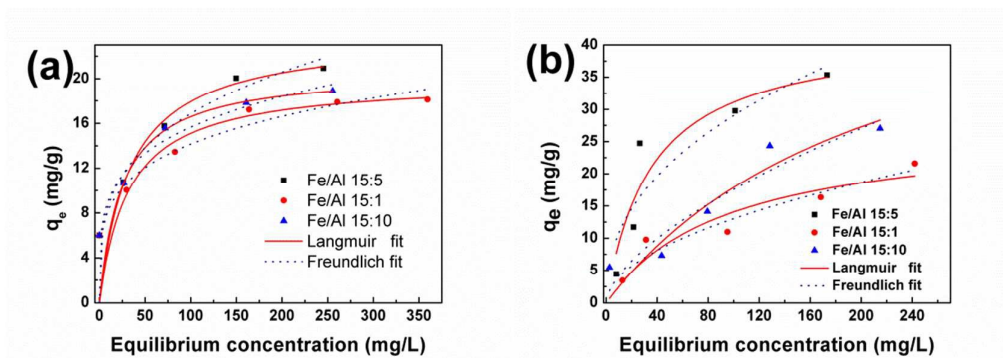 (a)
20
16
12
8
4
0
qe (mg/g)
Fe/Al 15:5
Fe/Al 15:1
Fe/Al 15:10
Langmuir fit
Freundlich fit
0 50 100 150 200 250 300 350
Equilibrium concentration (mg/L)
(b)
40
35
30
25
20
15
10
5
0
qe (mg/g)
Fe/Al 15:5
Fe/Al 15:1
Fe/Al 15:10
Langmuir fit
Freundlich fit
0 40 80 120 160 200 240
Equilibrium concentration (mg/L)